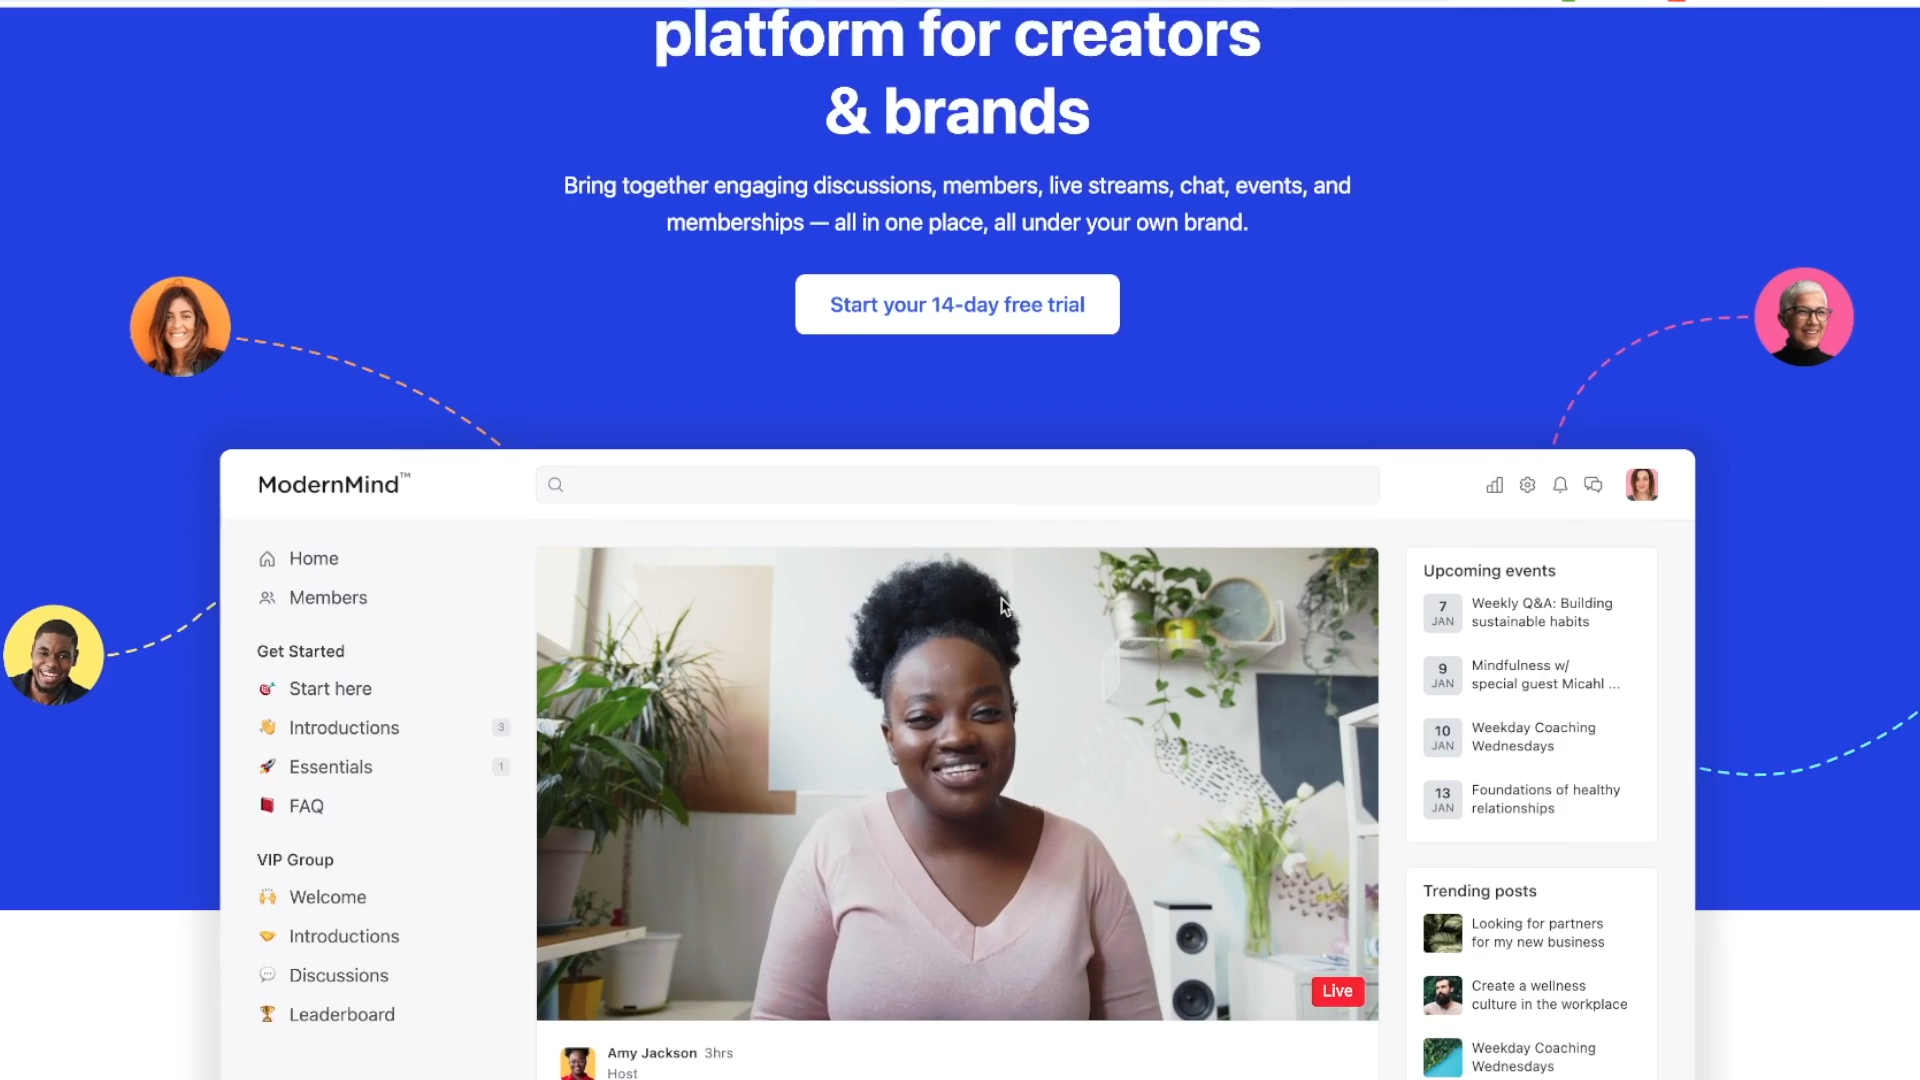 platform for creators
& brands
Bring together engaging discussions, members, live streams, chat, events, and
memberships — all in one place, all under your own brand.
Start your 14-day free trial
ModernMind™
Home
Members
Get Started
Start here
Introductions 3
Essentials 1
FAQ
VIP Group
Welcome
Introductions
Discussions
Leaderboard
Live
Amy Jackson 3hrs
Host
Upcoming events
7 JAN
Weekly Q&A: Building
sustainable habits
9 JAN
Mindfulness w/
special guest Micahl ...
10 JAN
Weekday Coaching
Wednesdays
13 JAN
Foundations of healthy
relationships
Trending posts
Looking for partners
for my new business
Create a wellness
culture in the workplace
Weekday Coaching
Wednesdays